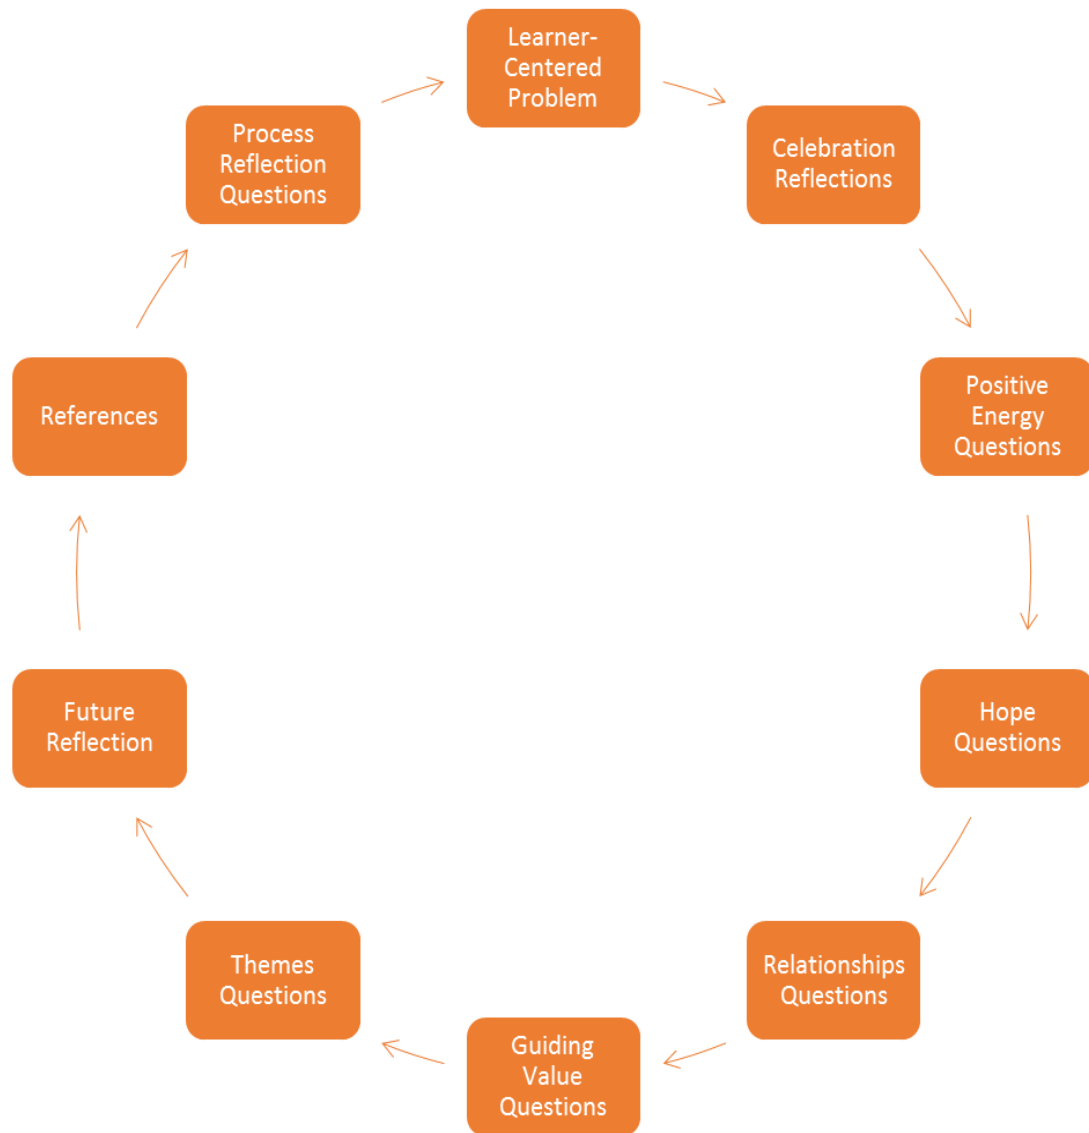 Learner-
Centered
Problem
Celebration
Reflections
Positive
Energy
Questions
Hope
Questions
Relationships
Questions
Guiding
Value
Questions
Themes
Questions
Future
Reflection
References
Process
Reflection
Questions